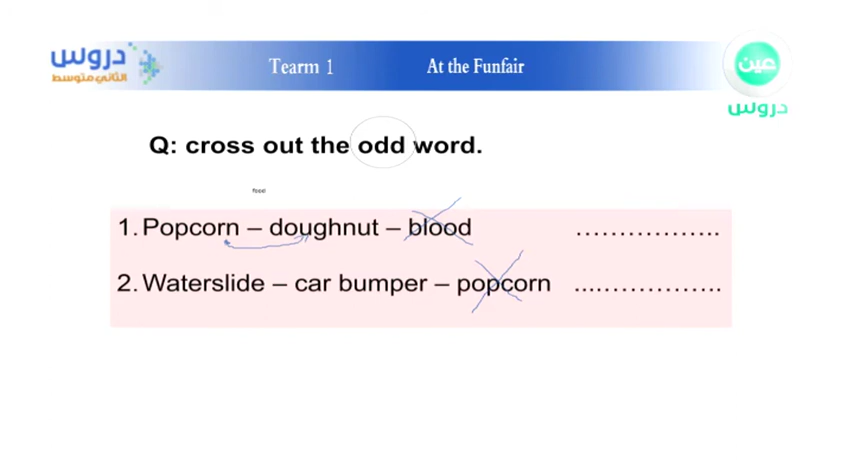 دروس
الثاني متوسط
Tearm 1
At the Funfair
عين
دروس
Q: cross out the odd word.
food
1. Popcorn – doughnut – blood ……………..
2. Waterslide – car bumper – popcorn ....…………..